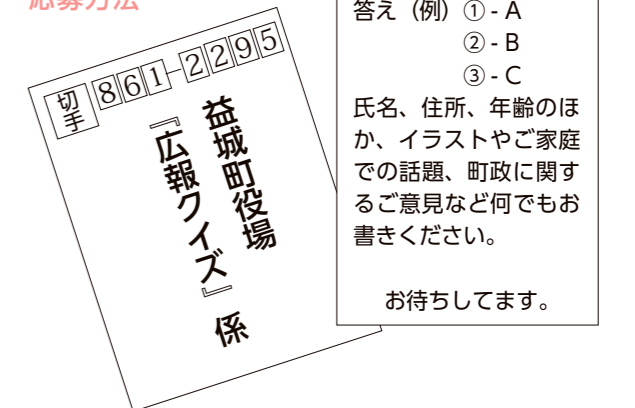 応募方法
切手
861-2295
益城町役場
『広報クイズ』係
答え（例）① - A
② - B
③ - C
氏名、住所、年齢のほ
か、イラストやご家庭
での話題、町政に関す
るご意見など何でもお
書きください。
お待ちしてます。